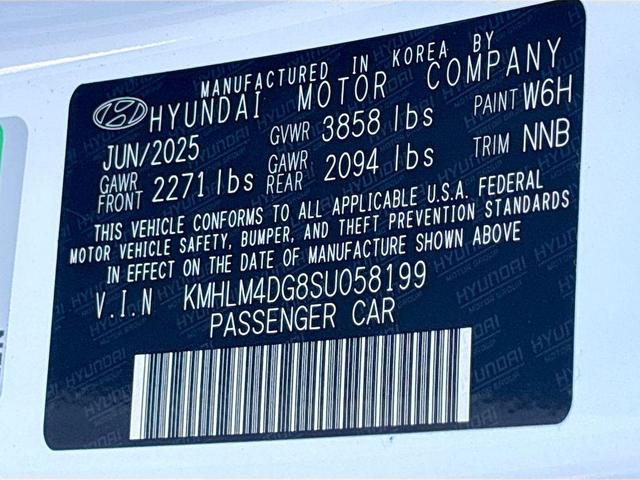 MANUFACTURED IN KOREA BY
HYUNDAI MOTOR COMPANY
JUN/2025 GVWR 3858 lbs PAINT W6H
GAWR FRONT 2271 lbs GAWR REAR 2094 lbs TRIM NNB
THIS VEHICLE CONFORMS TO ALL APPLICABLE U.S.A. FEDERAL
MOTOR VEHICLE SAFETY, BUMPER, AND THEFT PREVENTION STANDARDS
IN EFFECT ON THE DATE OF MANUFACTURE SHOWN ABOVE
V.I.N KMHLM4DG8SU058199
PASSENGER CAR